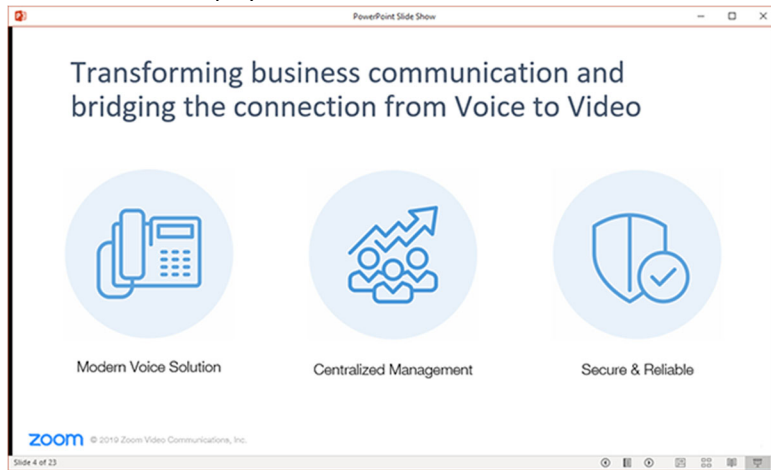 PowerPoint Slide Show
Transforming business communication and
bridging the connection from Voice to Video
Modern Voice Solution
Centralized Management
Secure & Reliable
zoom © 2019 Zoom Video Communications, Inc.
Slide 4 of 23